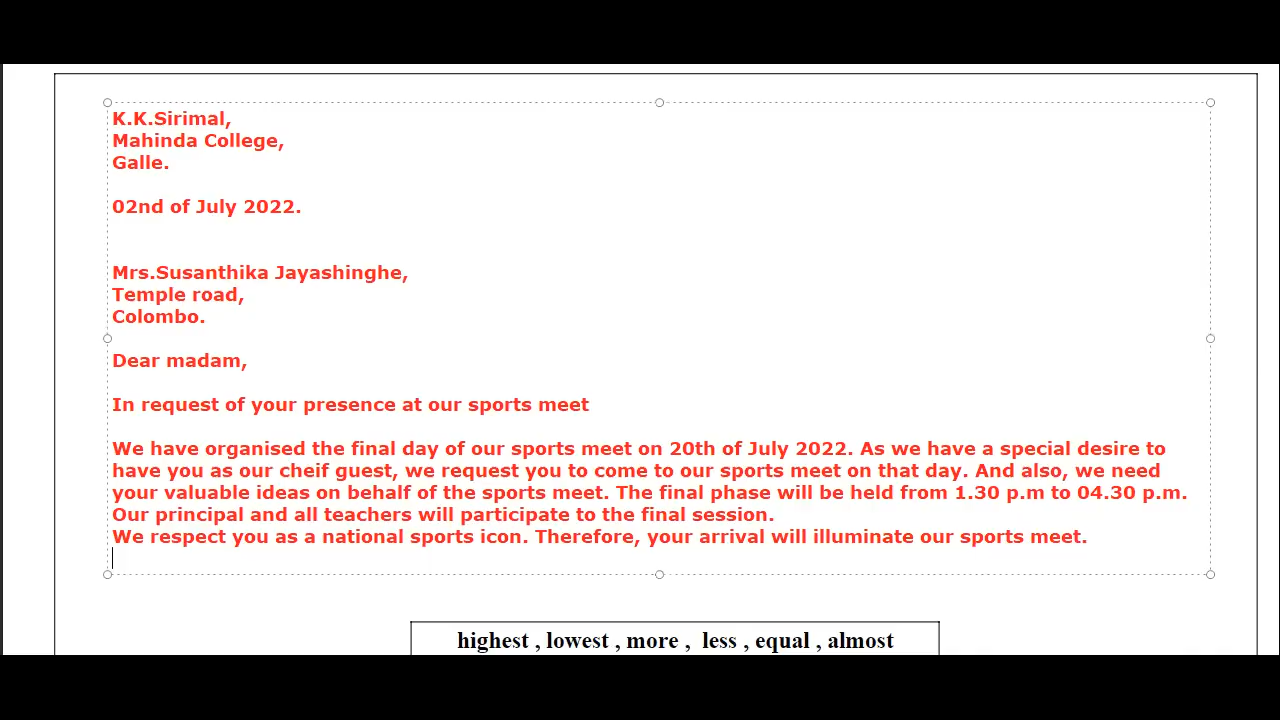 K.K.Sirimal,
Mahinda College,
Galle.
02nd of July 2022.
Mrs.Susanthika Jayashinghe,
Temple road,
Colombo.
Dear madam,
In request of your presence at our sports meet
We have organised the final day of our sports meet on 20th of July 2022. As we have a special desire to
have you as our cheif guest, we request you to come to our sports meet on that day. And also, we need
your valuable ideas on behalf of the sports meet. The final phase will be held from 1.30 p.m to 04.30 p.m.
Our principal and all teachers will participate to the final session.
We respect you as a national sports icon. Therefore, your arrival will illuminate our sports meet.
highest , lowest , more ,  less , equal , almost